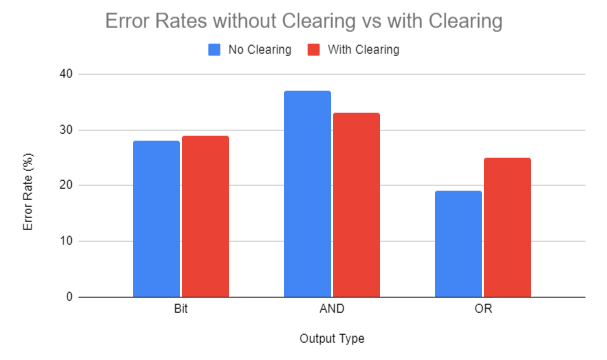 Error Rates without Clearing vs with Clearing
No Clearing With Clearing
Error Rate (%)
40
30
20
10
0
Bit AND OR
Output Type